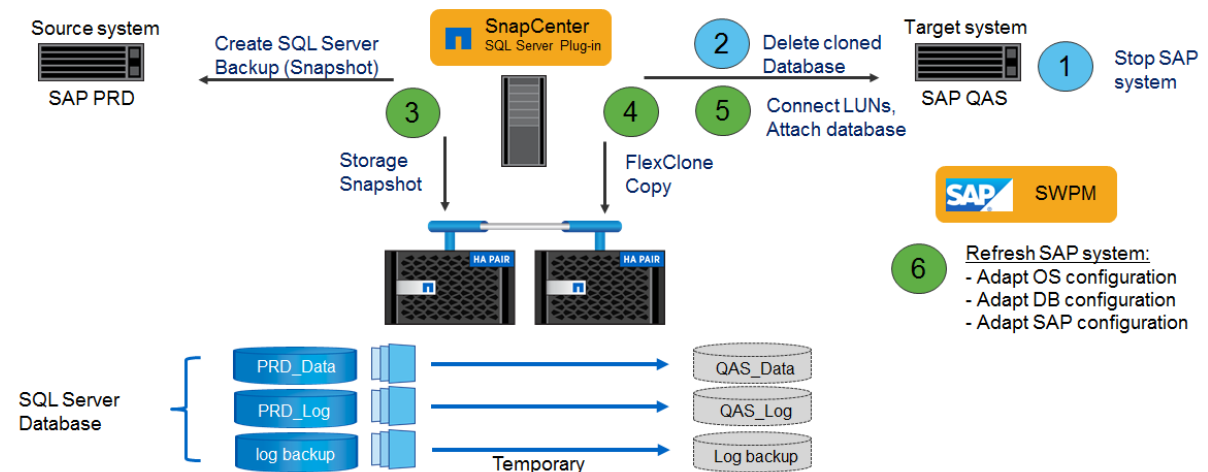 Source system
SAP PRD
Create SQL Server
Backup (Snapshot)
SnapCenter
SQL Server Plug-in
2
Delete cloned
Database
Target system
SAP QAS
1
Stop SAP
system
3
4
5
Connect LUNs,
Attach database
Storage
Snapshot
FlexClone
Copy
SAP
SWPM
HA PAIR
HA PAIR
6
Refresh SAP system:
- Adapt OS configuration
- Adapt DB configuration
- Adapt SAP configuration
SQL Server
Database
PRD_Data
QAS_Data
PRD_Log
QAS_Log
log backup
Log backup
Temporary